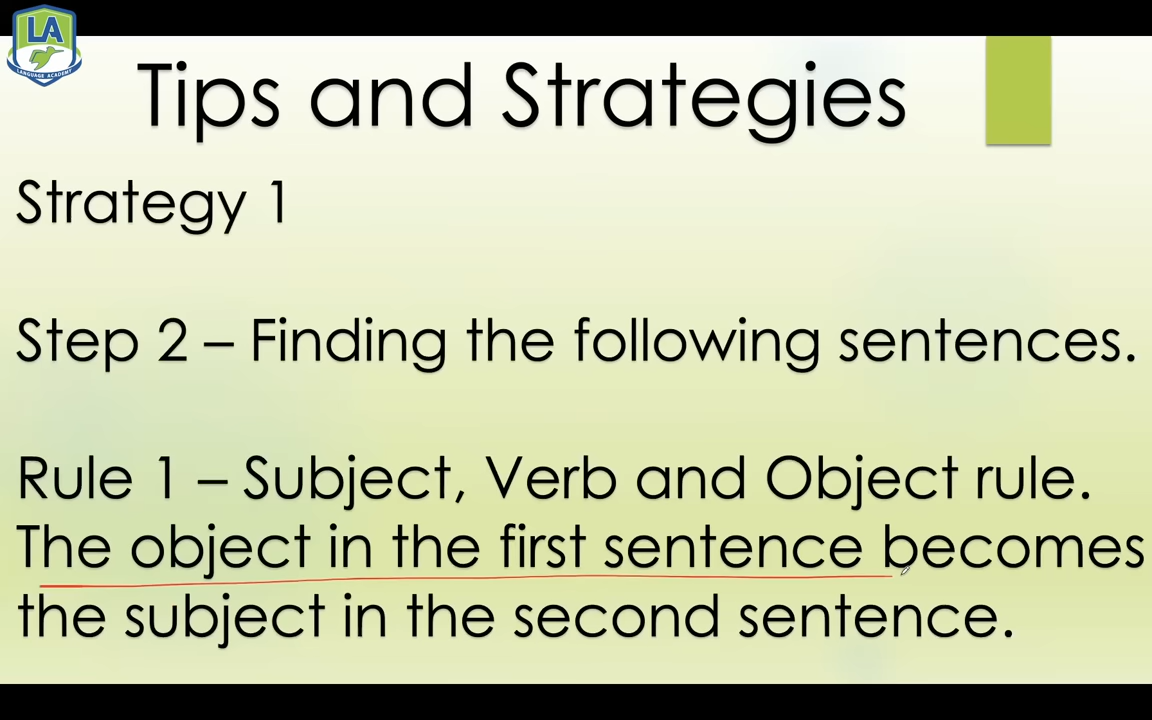 LA
LANGUAGE ACADEMY
Tips and Strategies
Strategy 1
Step 2 – Finding the following sentences.
Rule 1 – Subject, Verb and Object rule.
The object in the first sentence becomes
the subject in the second sentence.